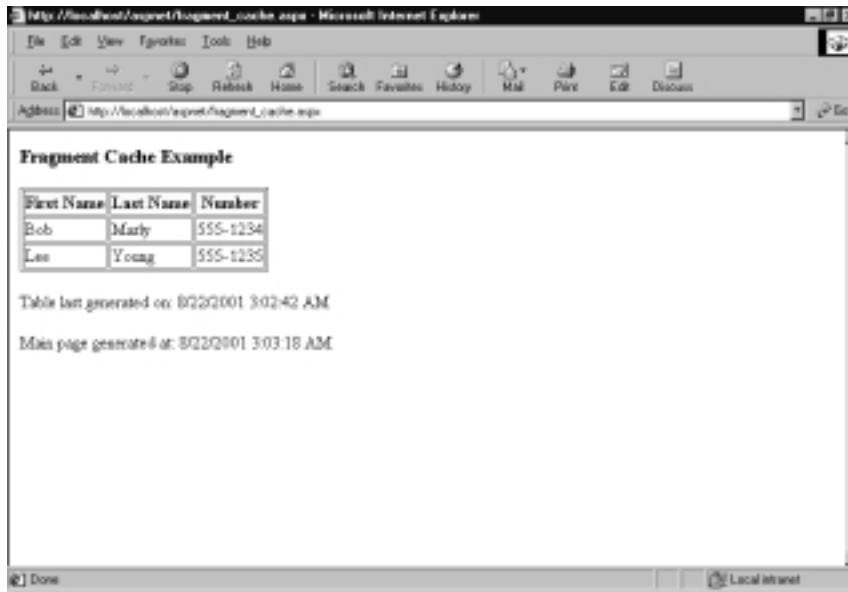 http://localhost/aspnet/fragment_cache.aspx - Microsoft Internet Explorer
File Edit View Favorites Tools Help
Back Forward Stop Refresh Home Search Favorites History Mail Print Edit Discuss
Address http://localhost/aspnet/fragment_cache.aspx Go
Fragment Cache Example
First Name Last Name Number
Bob Marly 555-1234
Lee Young 555-1235
Table last generated on: 8/22/2001 3:02:42 AM
Main page generated at: 8/22/2001 3:03:18 AM
Done Local intranet